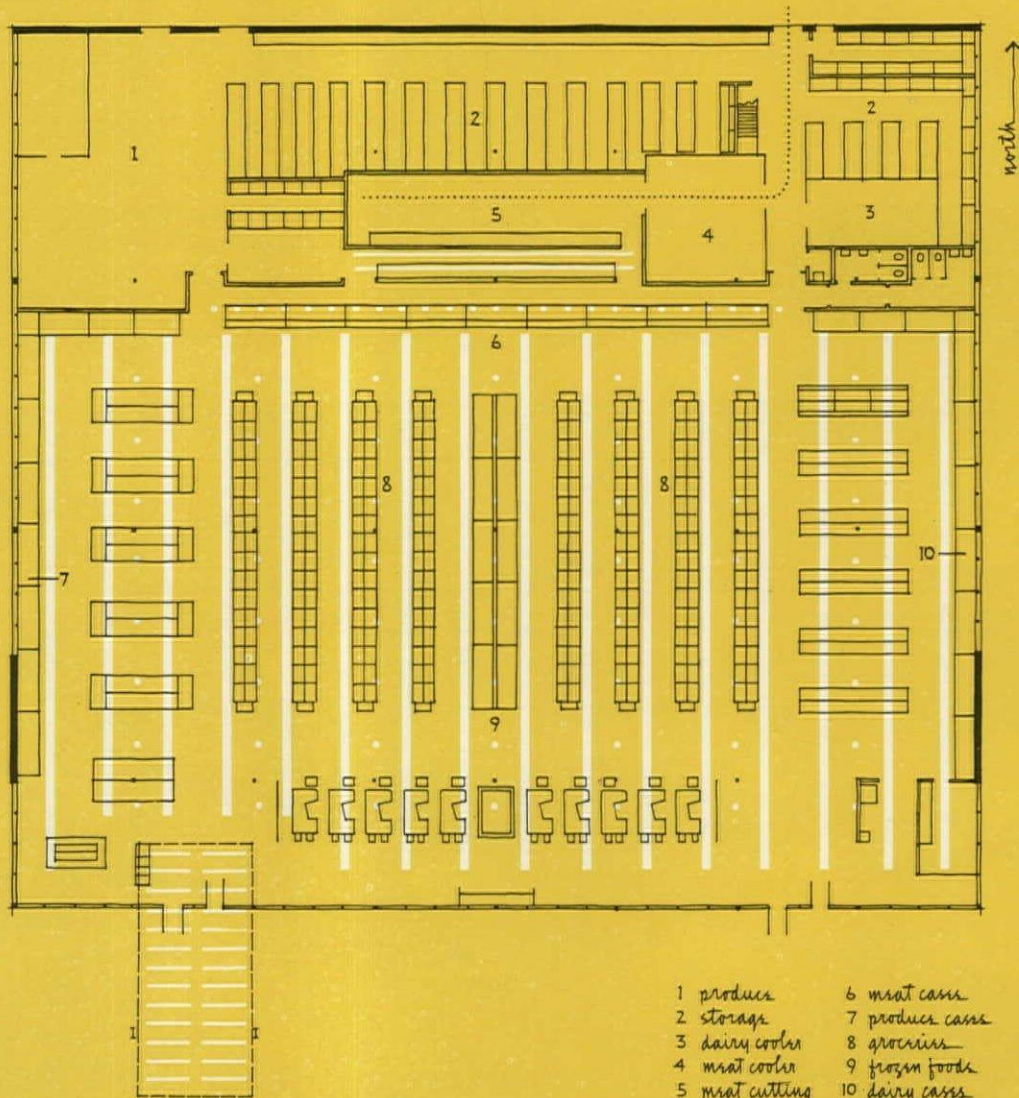 north
2
2
1
5
3
4
6
8
8
7
10
9
1 produce
2 storage
3 dairy cooler
4 meat cooler
5 meat cutting
6 meat cases
7 produce cases
8 groceries
9 frozen foods
10 dairy cases